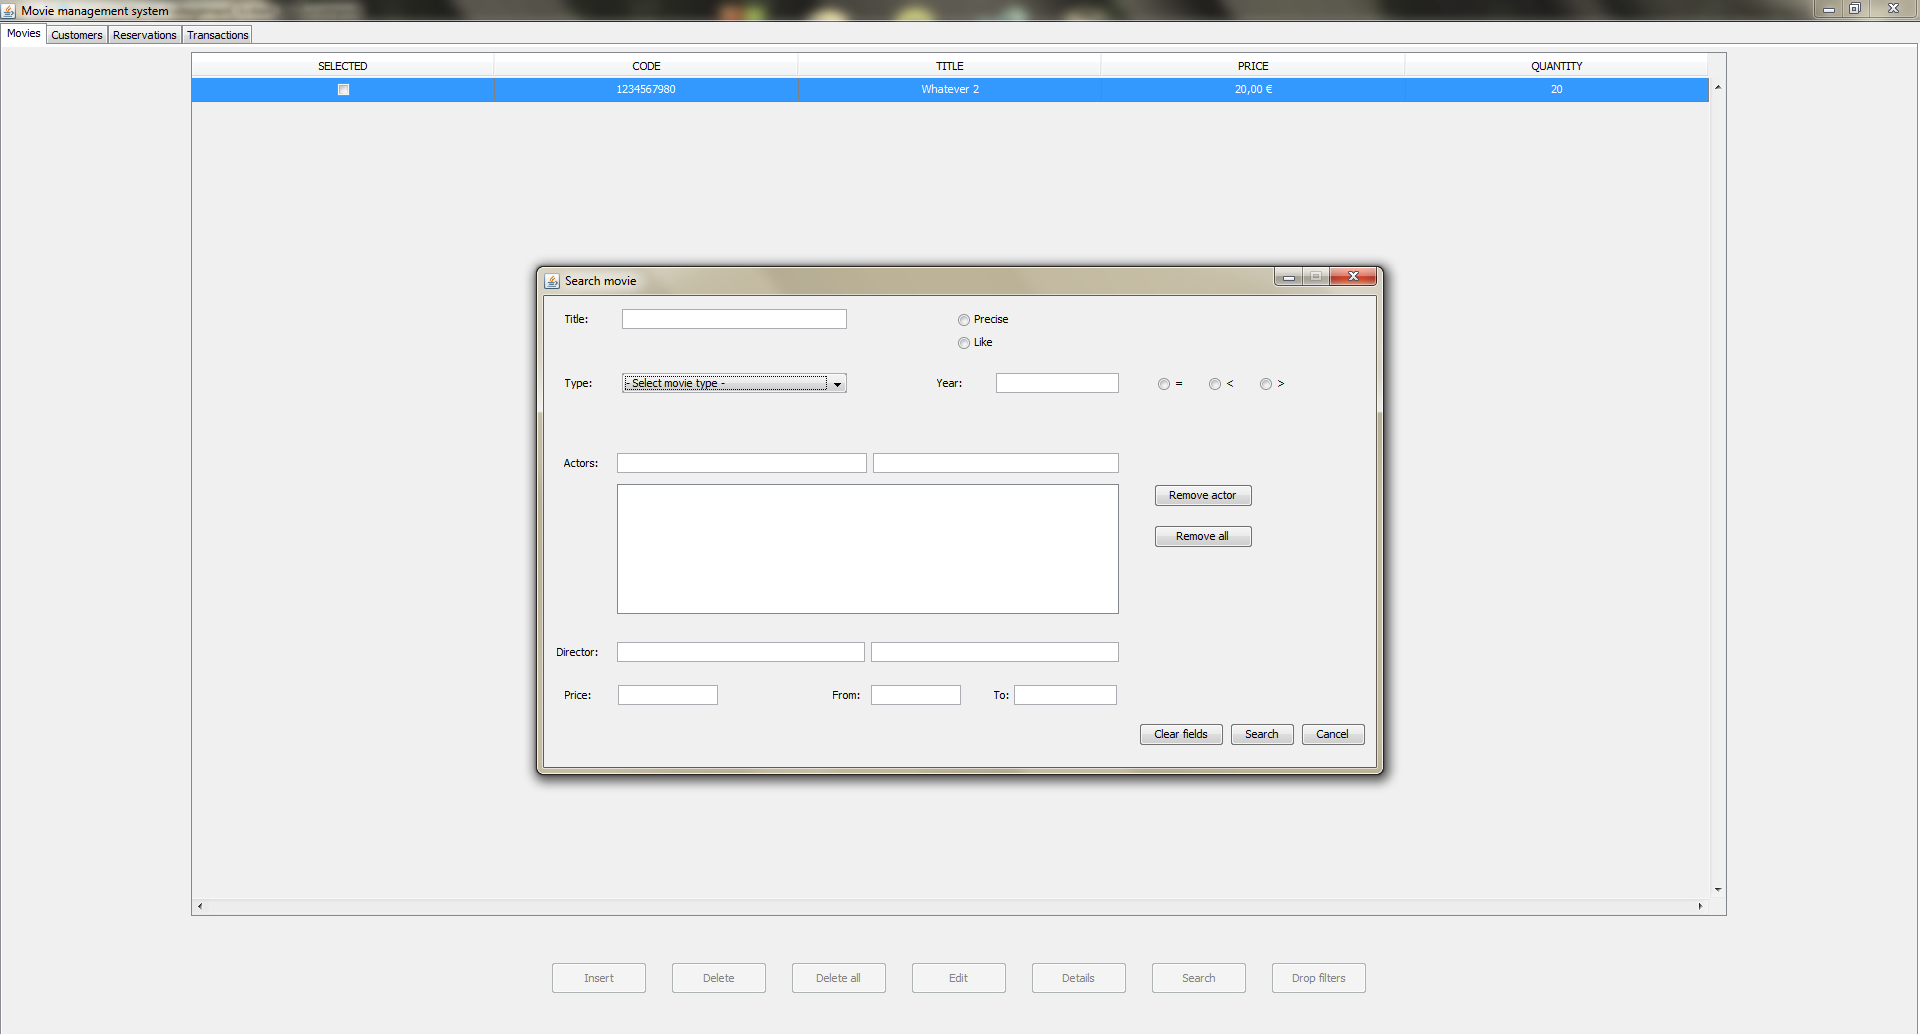 Movie management system
Movies Customers Reservations Transactions
SELECTED CODE TITLE PRICE QUANTITY
1234567980 Whatever 2 20,00 € 20
Search movie
Title: Precise
Like
Type: - Select movie type - Year: = < >
Actors:
Remove actor
Remove all
Director:
Price: From: To:
Clear fields Search Cancel
Insert Delete Delete all Edit Details Search Drop filters